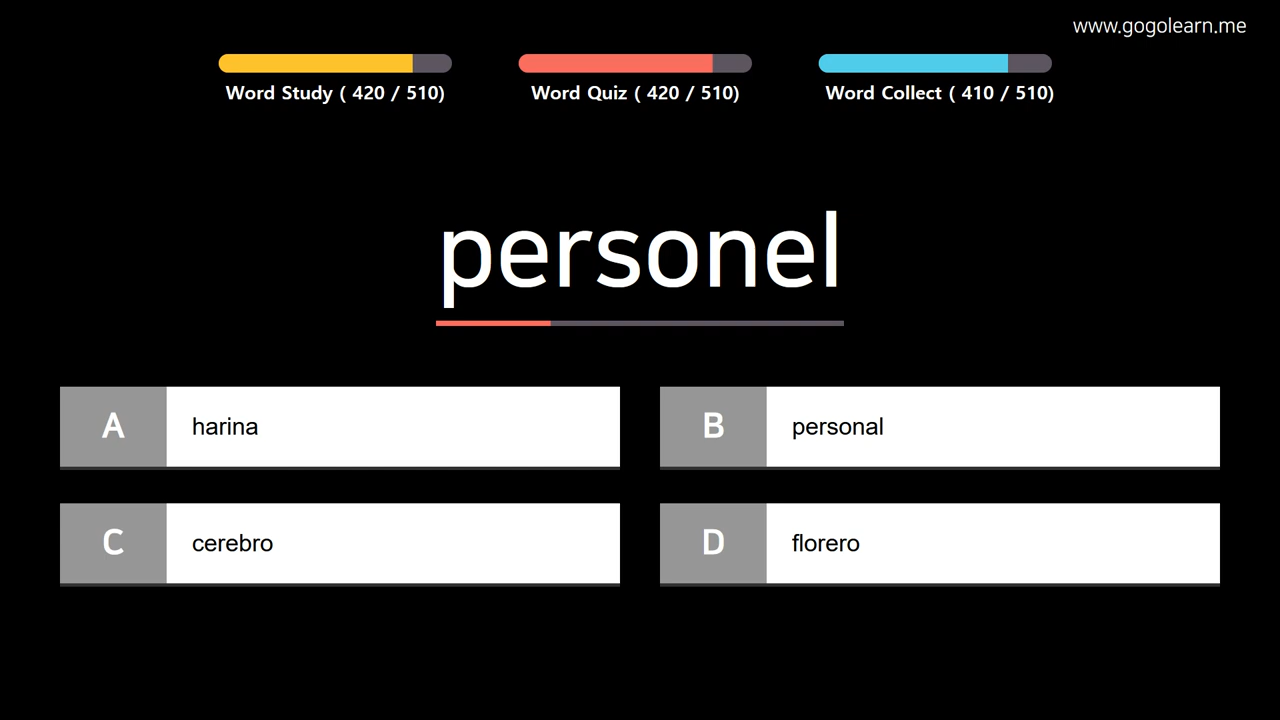 www.gogolearn.me
Word Study ( 420 / 510)
Word Quiz ( 420 / 510)
Word Collect ( 410 / 510)
personel
A harina
B personal
C cerebro
D florero